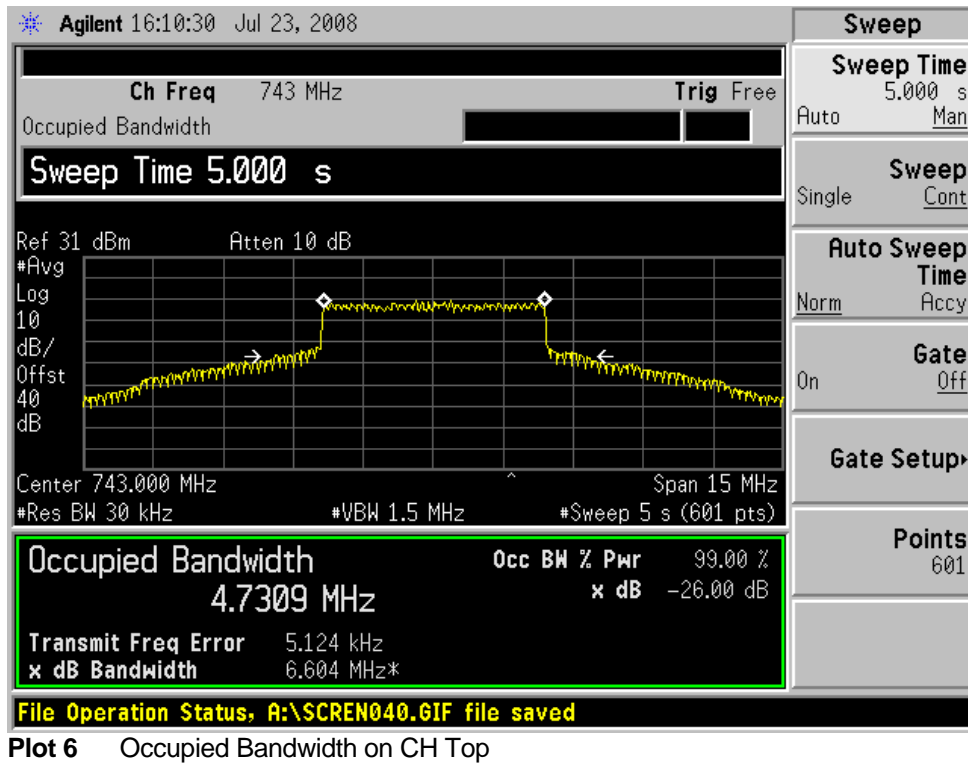 Agilent 16:10:30 Jul 23, 2008
Ch Freq 743 MHz Trig Free
Occupied Bandwidth
Sweep Time 5.000 s
Ref 31 dBm Atten 10 dB
#Avg
Log
10
dB/
Offst
40
dB
Center 743.000 MHz ^ Span 15 MHz
#Res BW 30 kHz #VBW 1.5 MHz #Sweep 5 s (601 pts)
Occupied Bandwidth Occ BW % Pwr 99.00 %
4.7309 MHz x dB -26.00 dB
Transmit Freq Error 5.124 kHz
x dB Bandwidth 6.604 MHz*
File Operation Status, A:\SCREN040.GIF file saved
Sweep
Sweep Time
5.000 s
Auto Man
Sweep
Single Cont
Auto Sweep
Time
Norm Accy
Gate
On Off
Gate Setup▸
Points
601
Plot 6 Occupied Bandwidth on CH Top